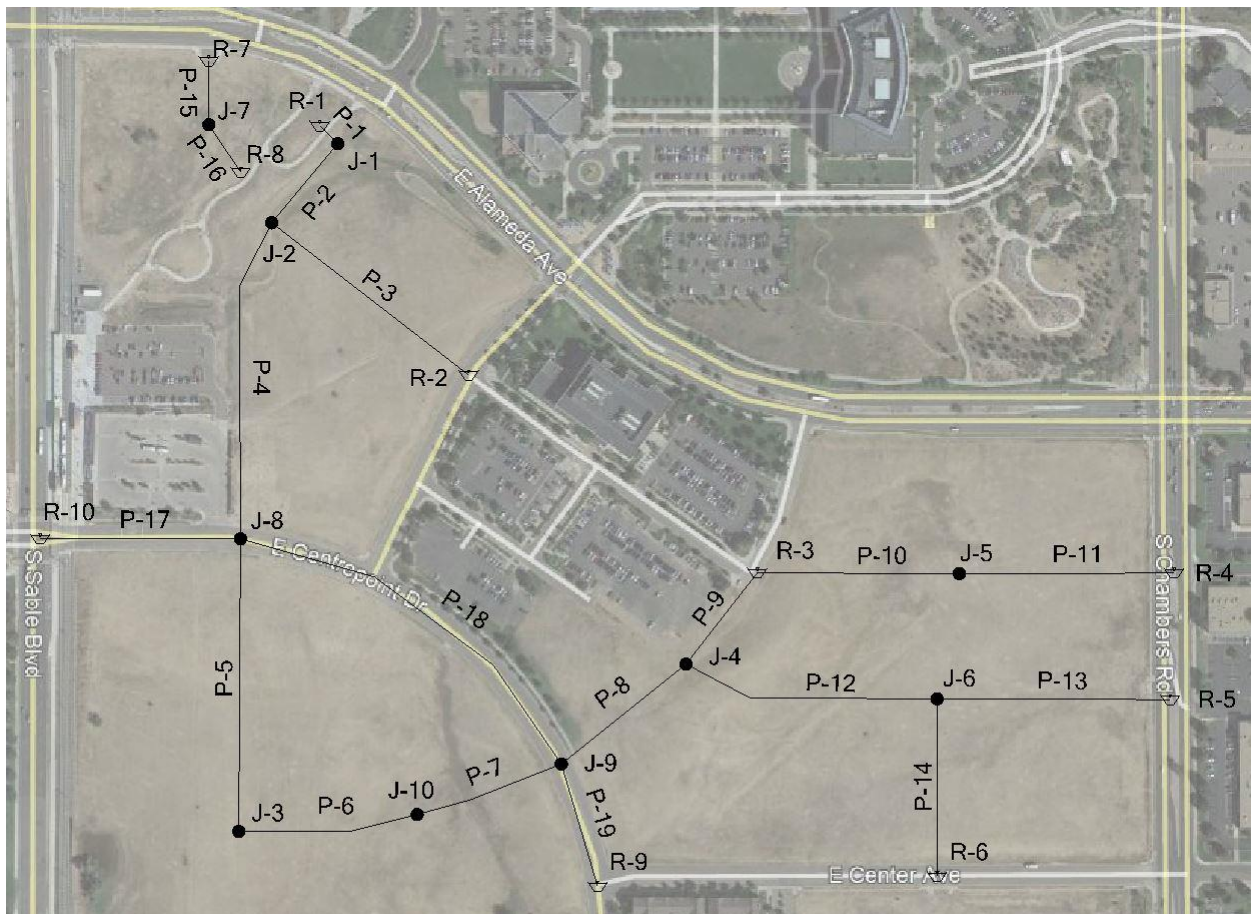 R-7
P-15
J-7
P-16
R-8
R-1
P-1
J-1
P-2
J-2
P-3
R-2
P-4
E Alameda Ave
R-10
P-17
J-8
E Centrepoint Dr
P-18
S Sable Blvd
P-5
R-3
P-10
J-5
P-11
R-4
P-9
J-4
S Chambers Rd
P-8
P-12
J-6
P-13
R-5
J-9
P-7
J-10
P-6
J-3
P-14
P-19
R-9
R-6
E Center Ave